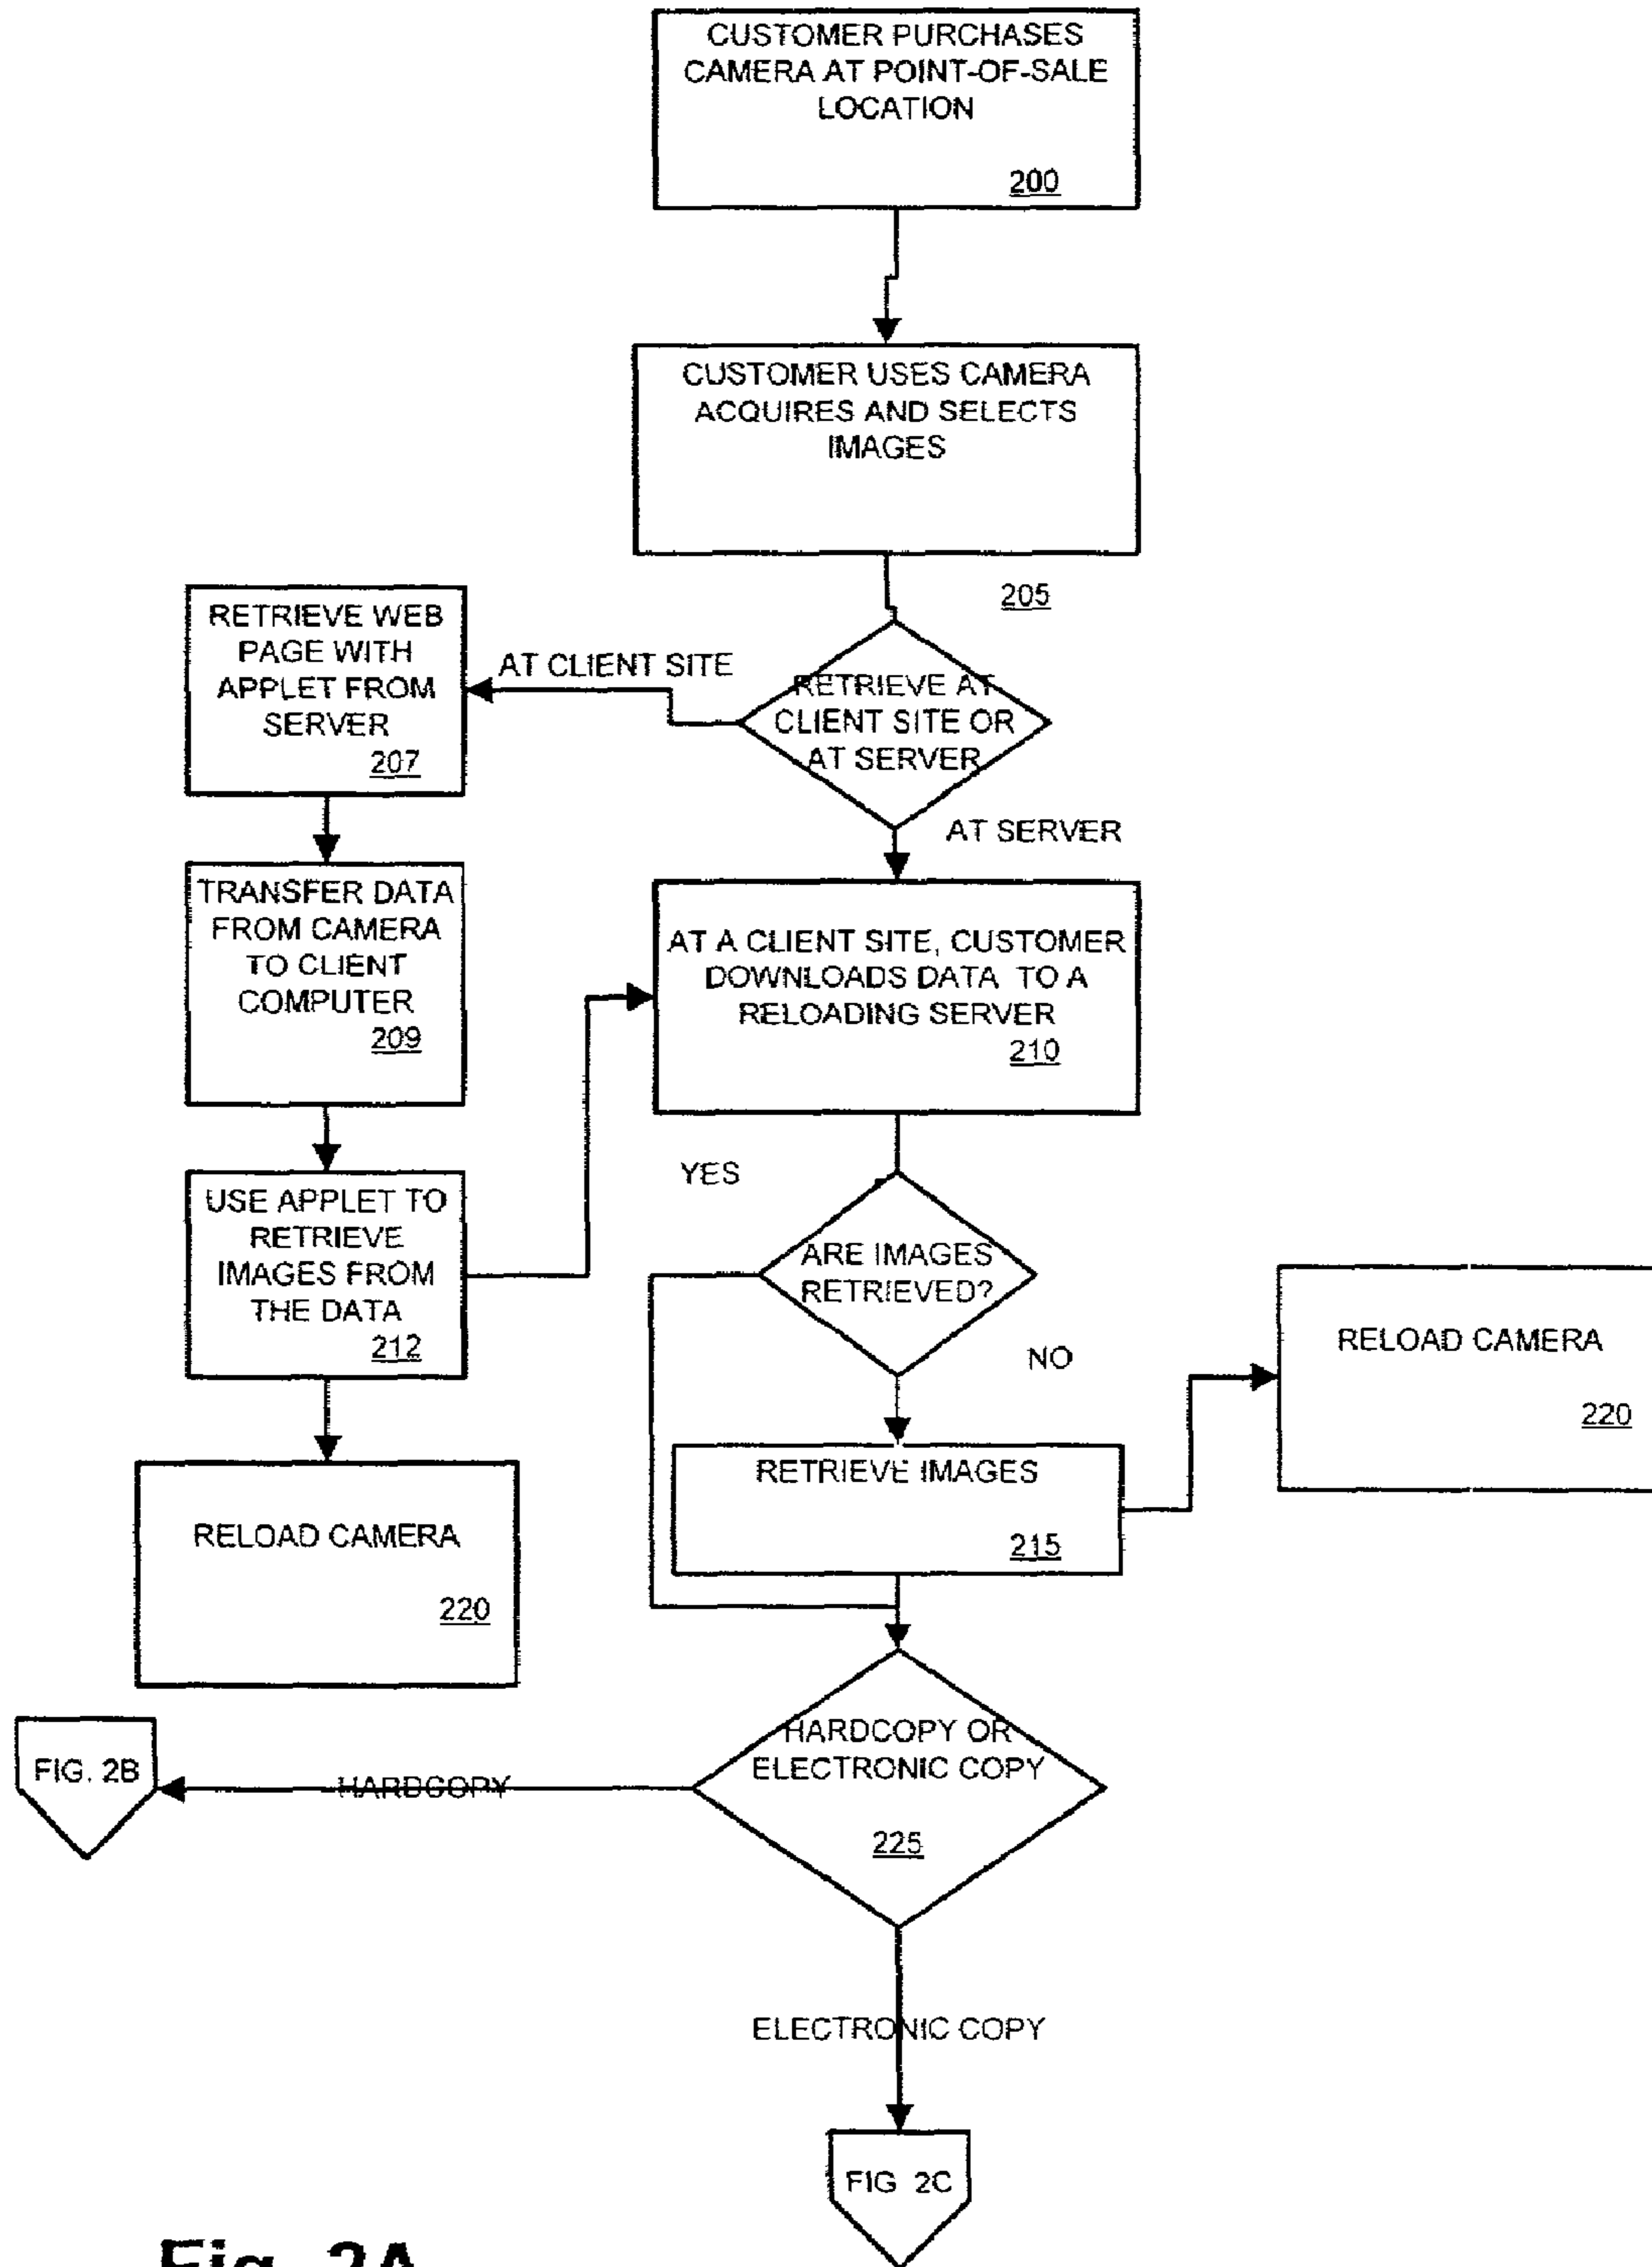 CUSTOMER PURCHASES
CAMERA AT POINT-OF-SALE
LOCATION
200
CUSTOMER USES CAMERA
ACQUIRES AND SELECTS
IMAGES
205
RETRIEVE AT
CLIENT SITE OR
AT SERVER
AT CLIENT SITE
RETRIEVE WEB
PAGE WITH
APPLET FROM
SERVER
207
AT SERVER
TRANSFER DATA
FROM CAMERA
TO CLIENT
COMPUTER
209
AT A CLIENT SITE, CUSTOMER
DOWNLOADS DATA TO A
RELOADING SERVER
210
USE APPLET TO
RETRIEVE
IMAGES FROM
THE DATA
212
YES
ARE IMAGES
RETRIEVED?
NO
RELOAD CAMERA
220
RETRIEVE IMAGES
215
RELOAD CAMERA
220
HARDCOPY OR
ELECTRONIC COPY
225
HARDCOPY
FIG. 2B
ELECTRONIC COPY
FIG 2C
Fig. 2A